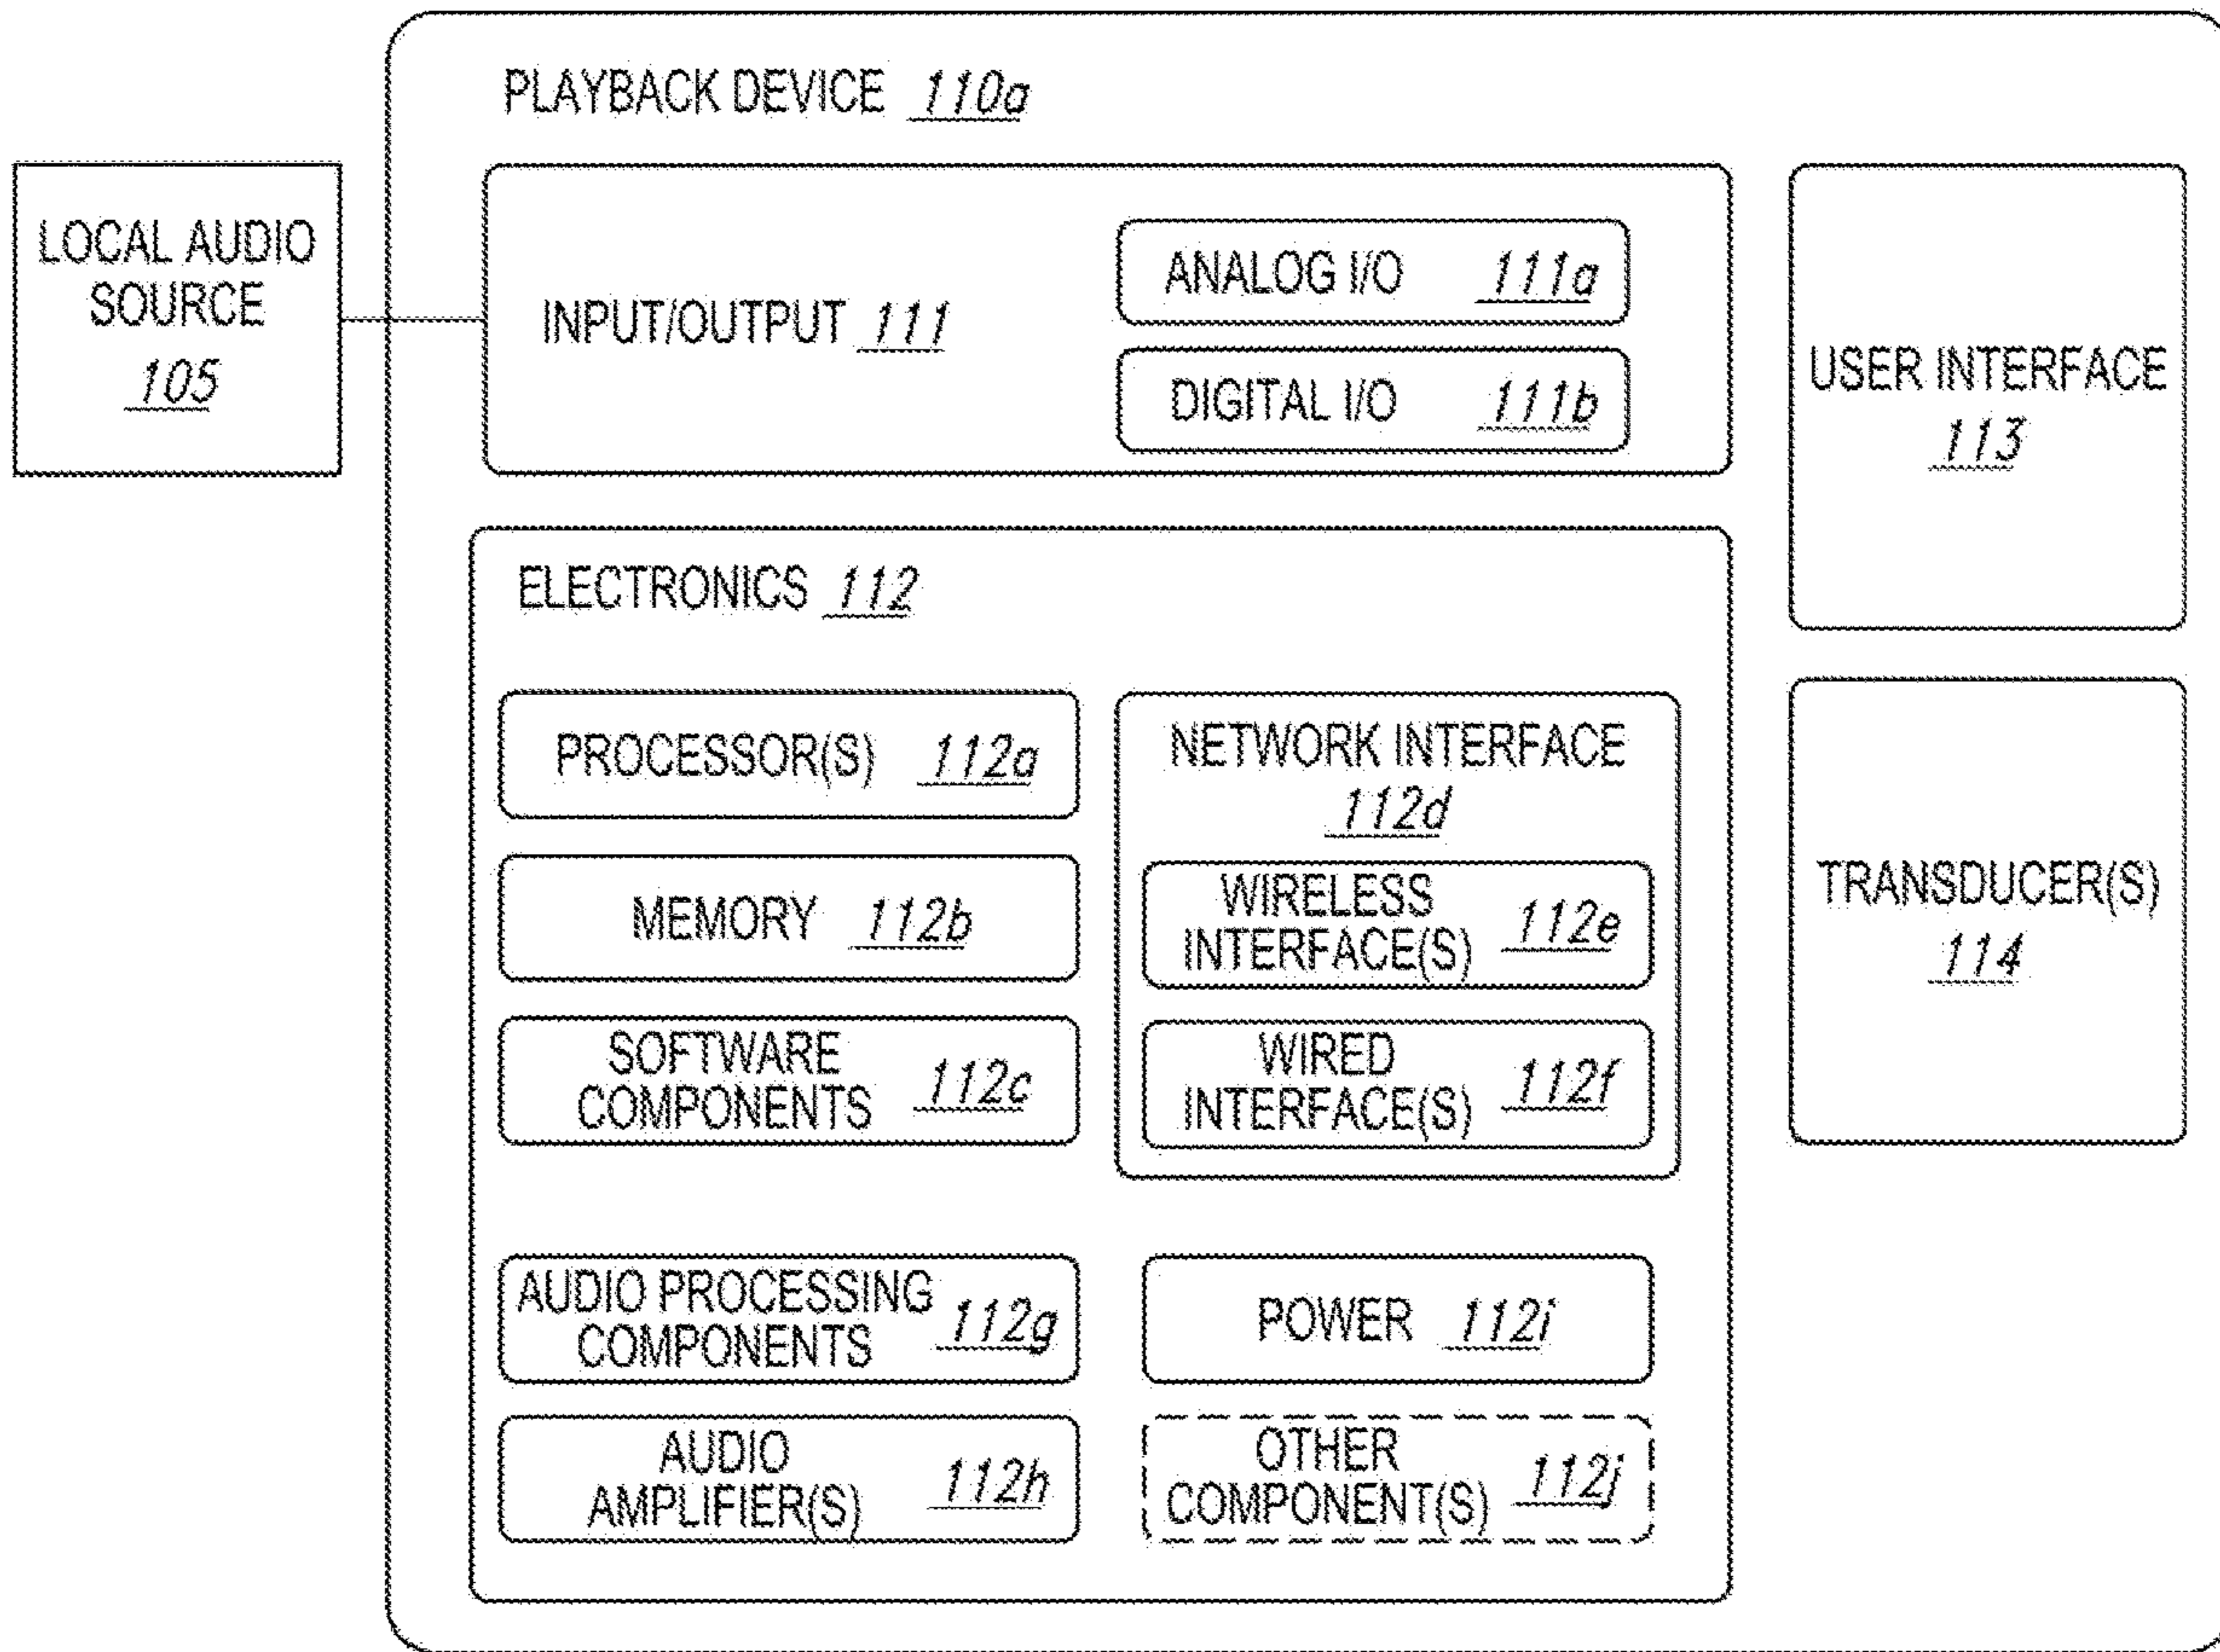 PLAYBACK DEVICE 110a
LOCAL AUDIO
SOURCE
105
INPUT/OUTPUT 111
ANALOG I/O 111a
DIGITAL I/O 111b
USER INTERFACE
113
ELECTRONICS 112
PROCESSOR(S) 112a
MEMORY 112b
SOFTWARE
COMPONENTS 112c
NETWORK INTERFACE
112d
WIRELESS
INTERFACE(S) 112e
WIRED
INTERFACE(S) 112f
TRANSDUCER(S)
114
AUDIO PROCESSING
COMPONENTS 112g
POWER 112i
AUDIO
AMPLIFIER(S) 112h
OTHER
COMPONENT(S) 112j